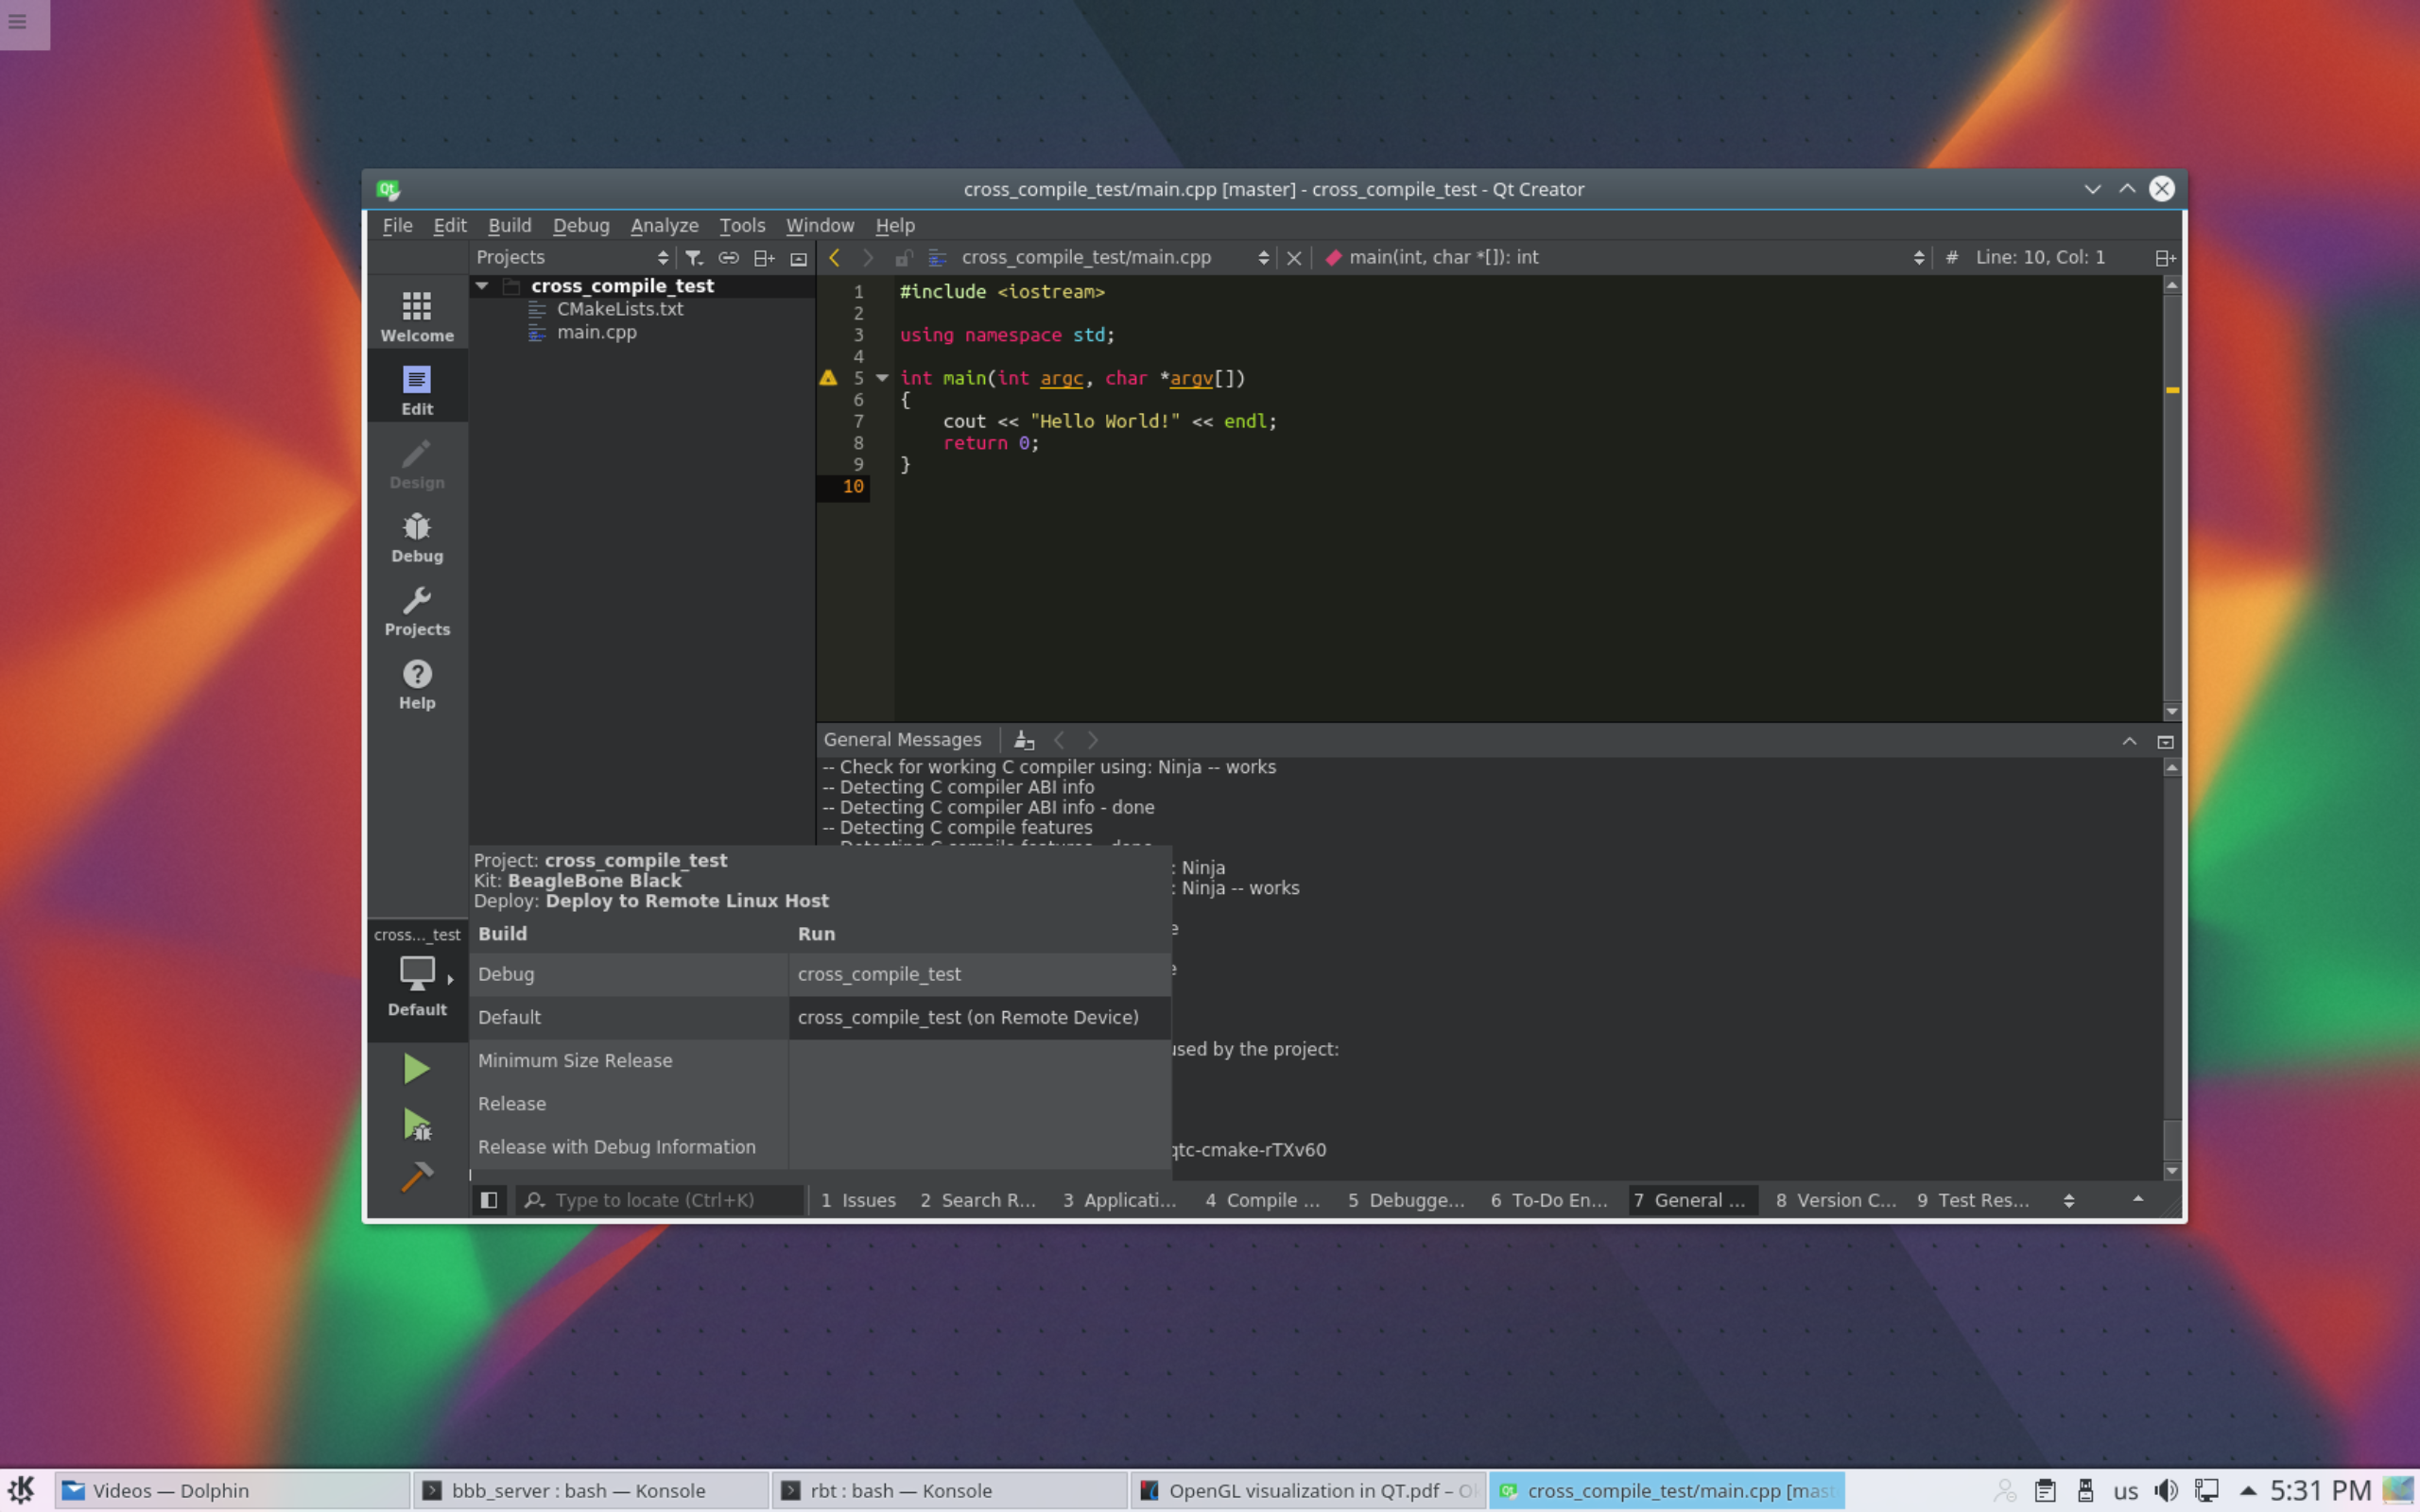 cross_compile_test/main.cpp [master] - cross_compile_test - Qt Creator
File Edit Build Debug Analyze Tools Window Help
Projects
cross_compile_test/main.cpp
main(int, char *[]): int
# Line: 10, Col: 1
Welcome
Edit
Design
Debug
Projects
Help
cross_compile_test
CMakeLists.txt
main.cpp
1 #include <iostream>
2
3 using namespace std;
4
5 int main(int argc, char *argv[])
6 {
7 cout << "Hello World!" << endl;
8 return 0;
9 }
10
General Messages
-- Check for working C compiler using: Ninja -- works
-- Detecting C compiler ABI info
-- Detecting C compiler ABI info - done
-- Detecting C compile features
: Ninja
: Ninja -- works
e
e
used by the project:
qtc-cmake-rTXv60
Project: cross_compile_test
Kit: BeagleBone Black
Deploy: Deploy to Remote Linux Host
Build Run
Debug cross_compile_test
Default cross_compile_test (on Remote Device)
Minimum Size Release
Release
Release with Debug Information
cross..._test
Default
Type to locate (Ctrl+K)
1 Issues 2 Search R... 3 Applicati... 4 Compile ... 5 Debugge... 6 To-Do En... 7 General ... 8 Version C... 9 Test Res...
Videos — Dolphin
bbb_server : bash — Konsole
rbt : bash — Konsole
OpenGL visualization in QT.pdf – Ok
cross_compile_test/main.cpp [mast
us
5:31 PM